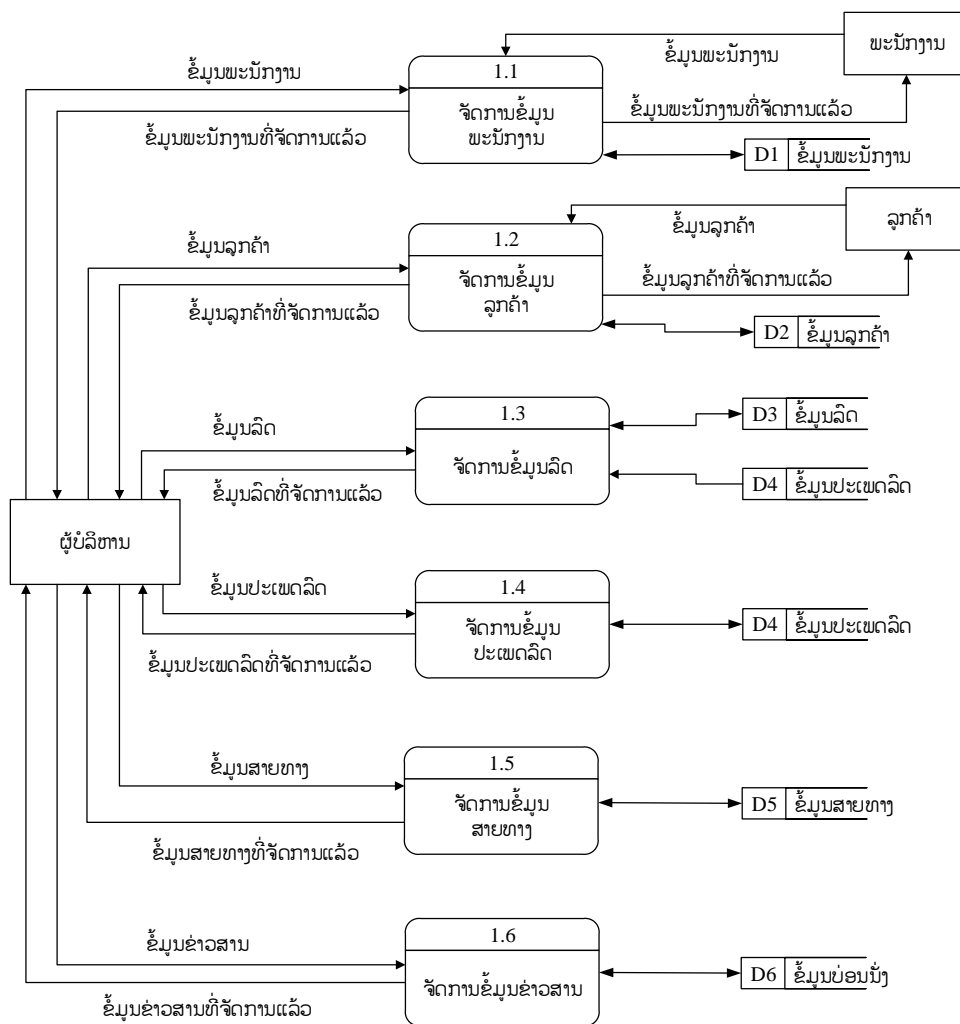 ພະນັກງານ
ຂໍ້ມູນພະນັກງານ
ຂໍ້ມູນພະນັກງານ
1.1
ຈັດການຂໍ້ມູນ
ພະນັກງານ
ຂໍ້ມູນພະນັກງານທີ່ຈັດການແລ້ວ
ຂໍ້ມູນພະນັກງານທີ່ຈັດການແລ້ວ
D1 ຂໍ້ມູນພະນັກງານ
ລູກຄ້າ
ຂໍ້ມູນລູກຄ້າ
ຂໍ້ມູນລູກຄ້າ
1.2
ຈັດການຂໍ້ມູນ
ລູກຄ້າ
ຂໍ້ມູນລູກຄ້າທີ່ຈັດການແລ້ວ
ຂໍ້ມູນລູກຄ້າທີ່ຈັດການແລ້ວ
D2 ຂໍ້ມູນລູກຄ້າ
ຂໍ້ມູນລົດ
1.3
ຈັດການຂໍ້ມູນລົດ
D3 ຂໍ້ມູນລົດ
ຂໍ້ມູນລົດທີ່ຈັດການແລ້ວ
D4 ຂໍ້ມູນປະເພດລົດ
ຜູ້ບໍລິຫານ
ຂໍ້ມູນປະເພດລົດ
1.4
ຈັດການຂໍ້ມູນ
ປະເພດລົດ
D4 ຂໍ້ມູນປະເພດລົດ
ຂໍ້ມູນປະເພດລົດທີ່ຈັດການແລ້ວ
ຂໍ້ມູນສາຍທາງ
1.5
ຈັດການຂໍ້ມູນ
ສາຍທາງ
D5 ຂໍ້ມູນສາຍທາງ
ຂໍ້ມູນສາຍທາງທີ່ຈັດການແລ້ວ
ຂໍ້ມູນຂ່າວສານ
1.6
ຈັດການຂໍ້ມູນຂ່າວສານ
D6 ຂໍ້ມູນບ່ອນນັ່ງ
ຂໍ້ມູນຂ່າວສານທີ່ຈັດການແລ້ວ